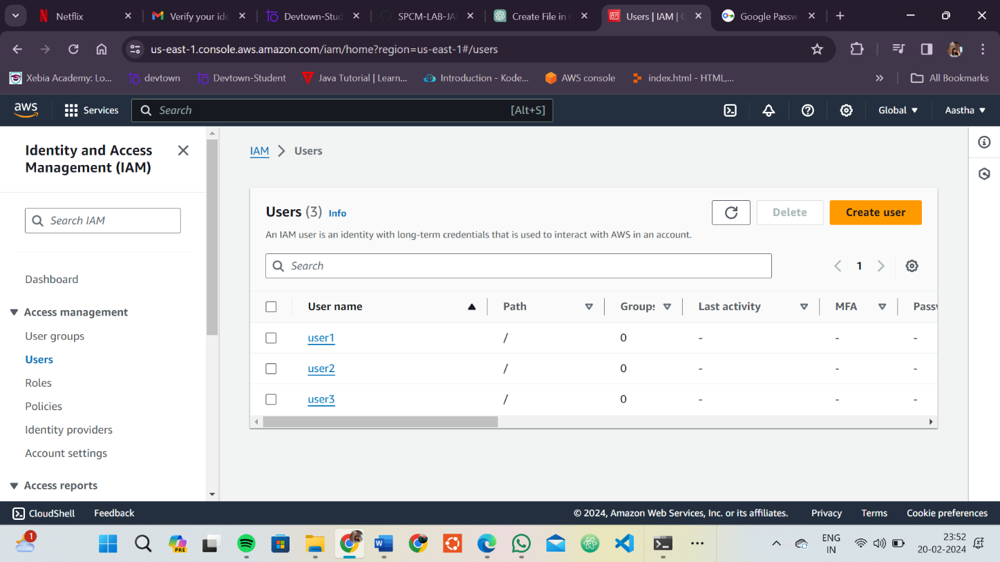 Netflix
Verify your ide
Devtown-Stud
SPCM-LAB-JA
Create File in
Users | IAM |
Google Passw
us-east-1.console.aws.amazon.com/iam/home?region=us-east-1#/users
Xebia Academy: Lo...
devtown
Devtown-Student
Java Tutorial | Learn...
Introduction - Kode...
AWS console
index.html - HTML,...
All Bookmarks
aws
Services
Search
[Alt+S]
Global
Aastha
Identity and Access
Management (IAM)
Search IAM
Dashboard
Access management
User groups
Users
Roles
Policies
Identity providers
Account settings
Access reports
IAM > Users
Users (3) Info
Delete
Create user
An IAM user is an identity with long-term credentials that is used to interact with AWS in an account.
Search
1
User name Path Groups Last activity MFA Passw
user1 / 0 - - -
user2 / 0 - - -
user3 / 0 - - -
CloudShell
Feedback
© 2024, Amazon Web Services, Inc. or its affiliates.
Privacy
Terms
Cookie preferences
1
PRE
W
ENG
IN
23:52
20-02-2024